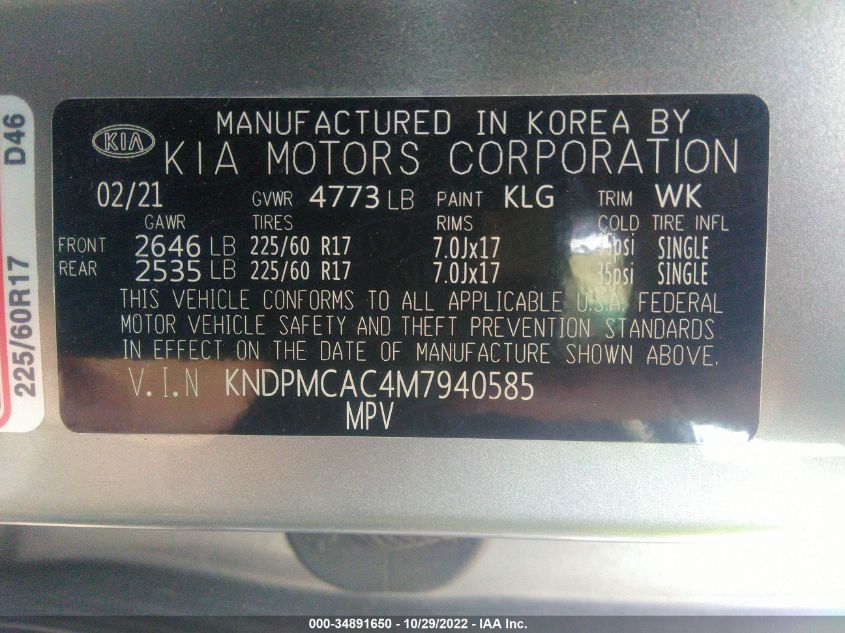 KIA
MANUFACTURED IN KOREA BY
KIA MOTORS CORPORATION
02/21 GVWR 4773 LB PAINT KLG TRIM WK
GAWR TIRES RIMS COLD TIRE INFL
FRONT 2646 LB 225/60 R17 7.0Jx17 psi SINGLE
REAR 2535 LB 225/60 R17 7.0Jx17 35psi SINGLE
THIS VEHICLE CONFORMS TO ALL APPLICABLE U.S.A. FEDERAL
MOTOR VEHICLE SAFETY AND THEFT PREVENTION STANDARDS
IN EFFECT ON THE DATE OF MANUFACTURE SHOWN ABOVE.
V.I.N KNDPMCAC4M7940585
MPV
225/60R17 D46
000-34891650 - 10/29/2022 - IAA Inc.